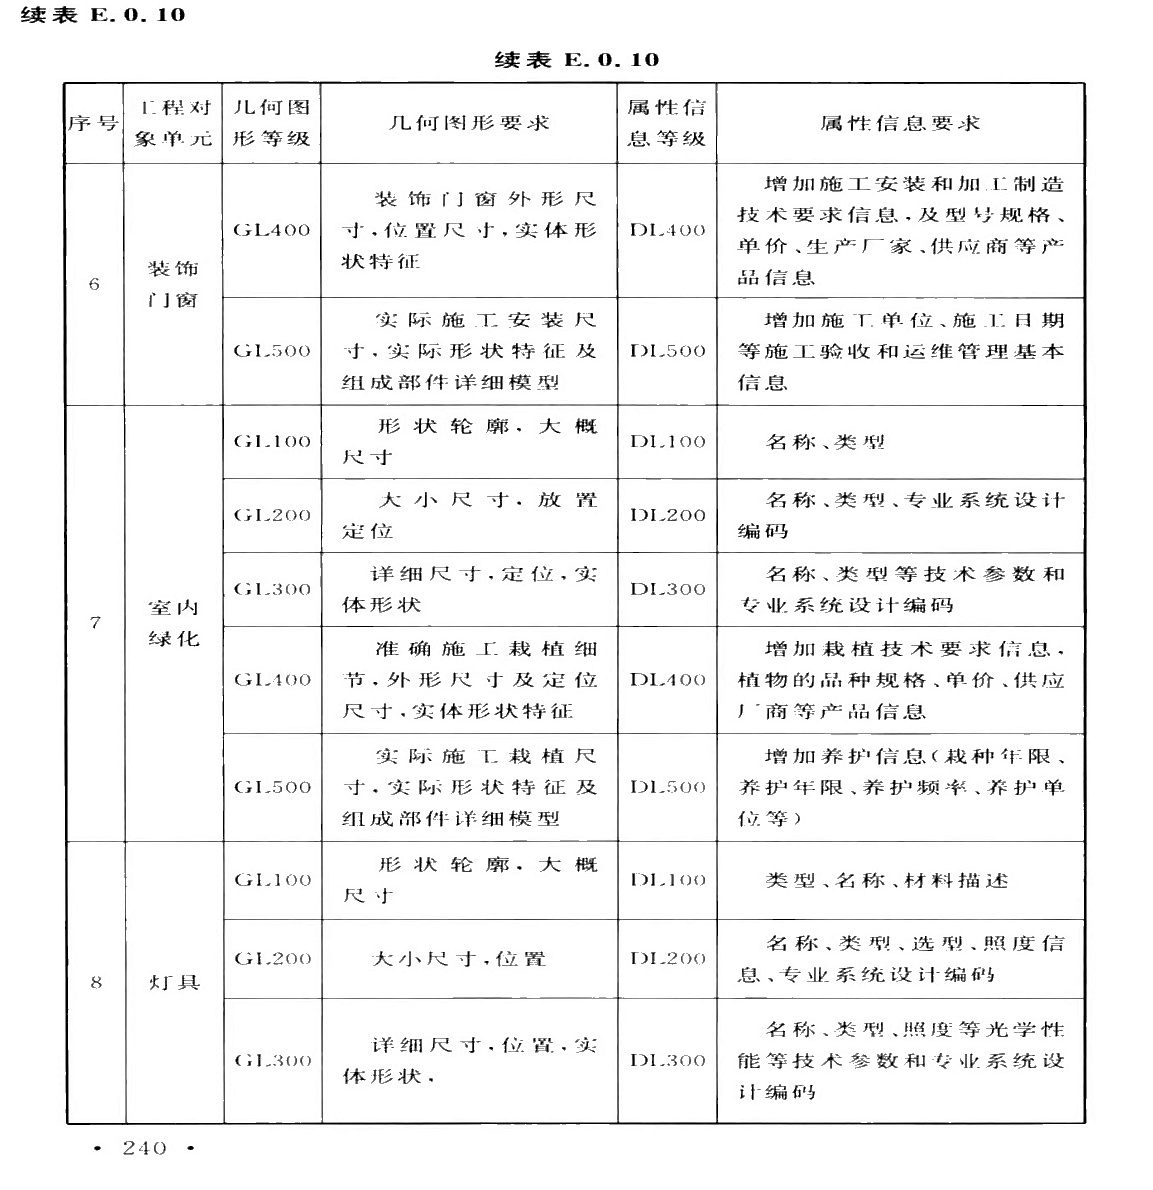 续表 E.0.10
续表 E.0.10
序号
工程对
象单元
几何图
形等级
几何图形要求
属性信
息等级
属性信息要求
6
装饰
门窗
GL400
装饰门窗外形尺
寸,位置尺寸,实体形
状特征
DL400
增加施工安装和加工制造
技术要求信息,及型号规格、
单价、生产厂家、供应商等产
品信息
GL500
实际施工安装尺
寸,实际形状特征及
组成部件详细模型
DL500
增加施工单位、施工日期
等施工验收和运维管理基本
信息
7
室内
绿化
GL100
形状轮廓,大概
尺寸
DL100
名称、类型
GL200
大小尺寸,放置
定位
DL200
名称、类型、专业系统设计
编码
GL300
详细尺寸,定位,实
体形状
DL300
名称、类型等技术参数和
专业系统设计编码
GL400
准确施工栽植细
节,外形尺寸及定位
尺寸,实体形状特征
DL400
增加栽植技术要求信息,
植物的品种规格、单价、供应
厂商等产品信息
GL500
实际施工栽植尺
寸,实际形状特征及
组成部件详细模型
DL500
增加养护信息(栽种年限、
养护年限、养护频率、养护单
位等)
8
灯具
GL100
形状轮廓,大概
尺寸
DL100
类型、名称、材料描述
GL200
大小尺寸,位置
DL200
名称、类型、选型、照度信
息、专业系统设计编码
GL300
详细尺寸,位置,实
体形状,
DL300
名称、类型、照度等光学性
能等技术参数和专业系统设
计编码
· 240 ·